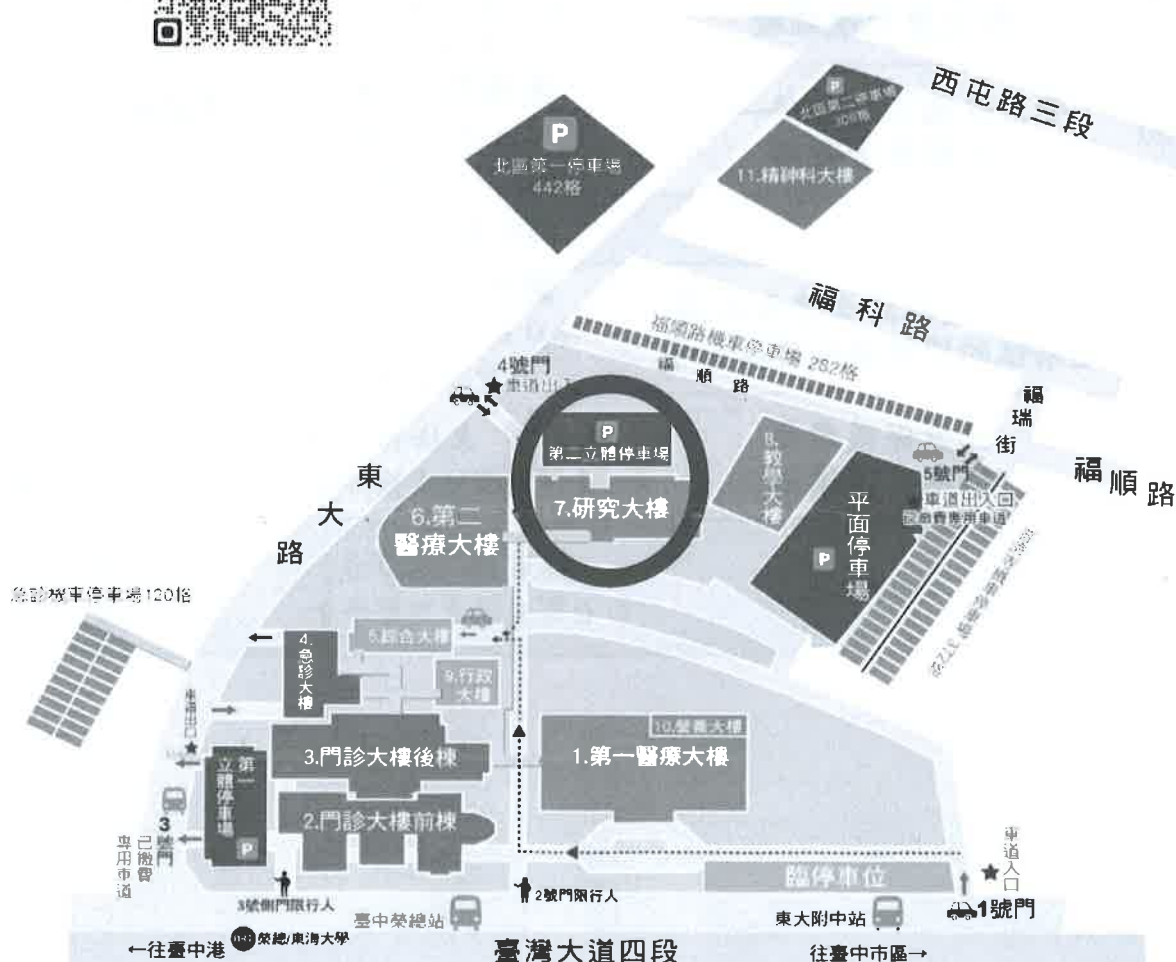 西屯路三段
P
北區第二停車場
P
北區第一停車場
442格
11.精神科大樓
福科路
福順路機車停車場 282格
福順路
4號門
車道出入
福瑞街
P
第二立體停車場
8.教學大樓
5號門
車道出入口
福順路
東大路
6.第二
醫療大樓
7.研究大樓
平面停車場
P
急診機車停車場120格
4.急診大樓
5.綜合大樓
9.行政
大樓
車道出口
10.營養大樓
3.門診大樓後棟
1.第一醫療大樓
第一
立體停車場
P
2.門診大樓前棟
3號門
已繳費
專用車道
車道入口
臨停車位
3號側門限行人
2號門限行人
1號門
臺中榮總站
東大附中站
←往臺中港
榮總/東海大學
臺灣大道四段
往臺中市區→